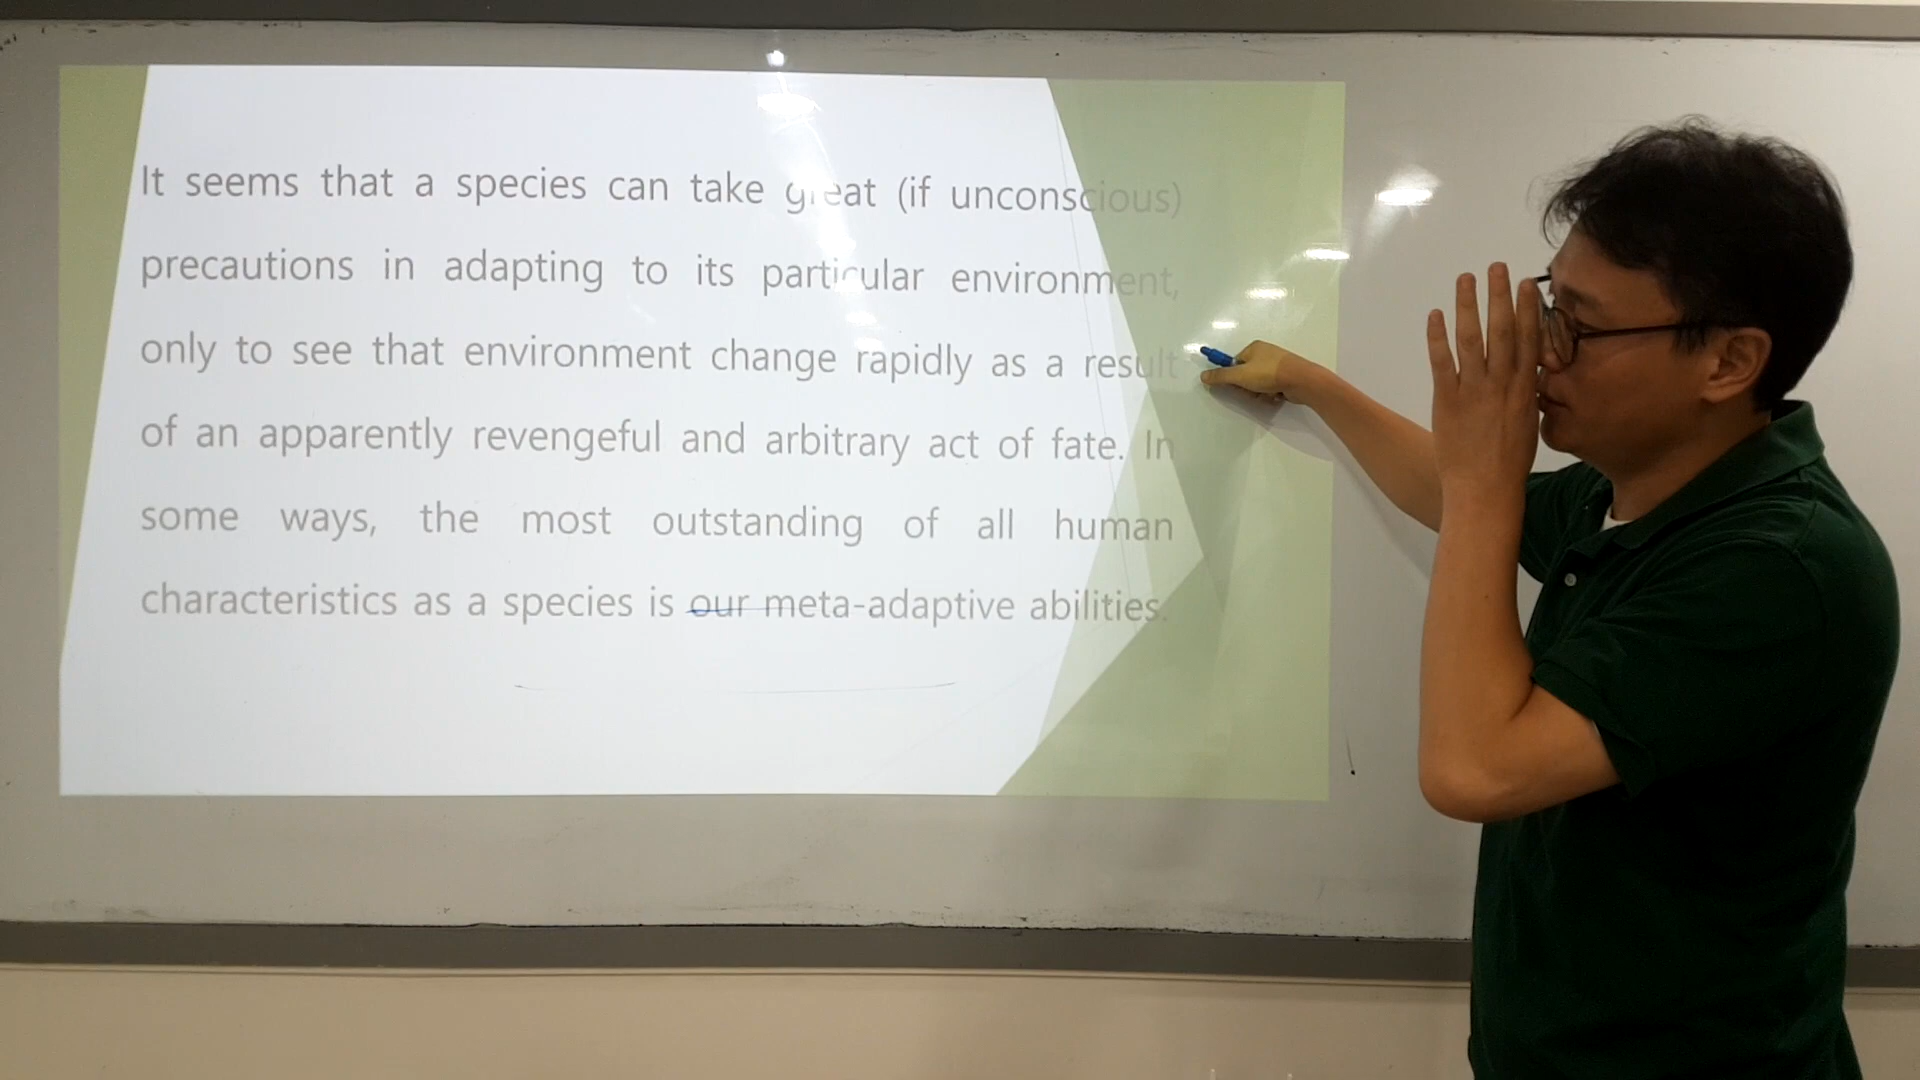 It seems that a species can take great (if unconscious)
precautions in adapting to its particular environment,
only to see that environment change rapidly as a result
of an apparently revengeful and arbitrary act of fate. In
some ways, the most outstanding of all human
characteristics as a species is our meta-adaptive abilities.